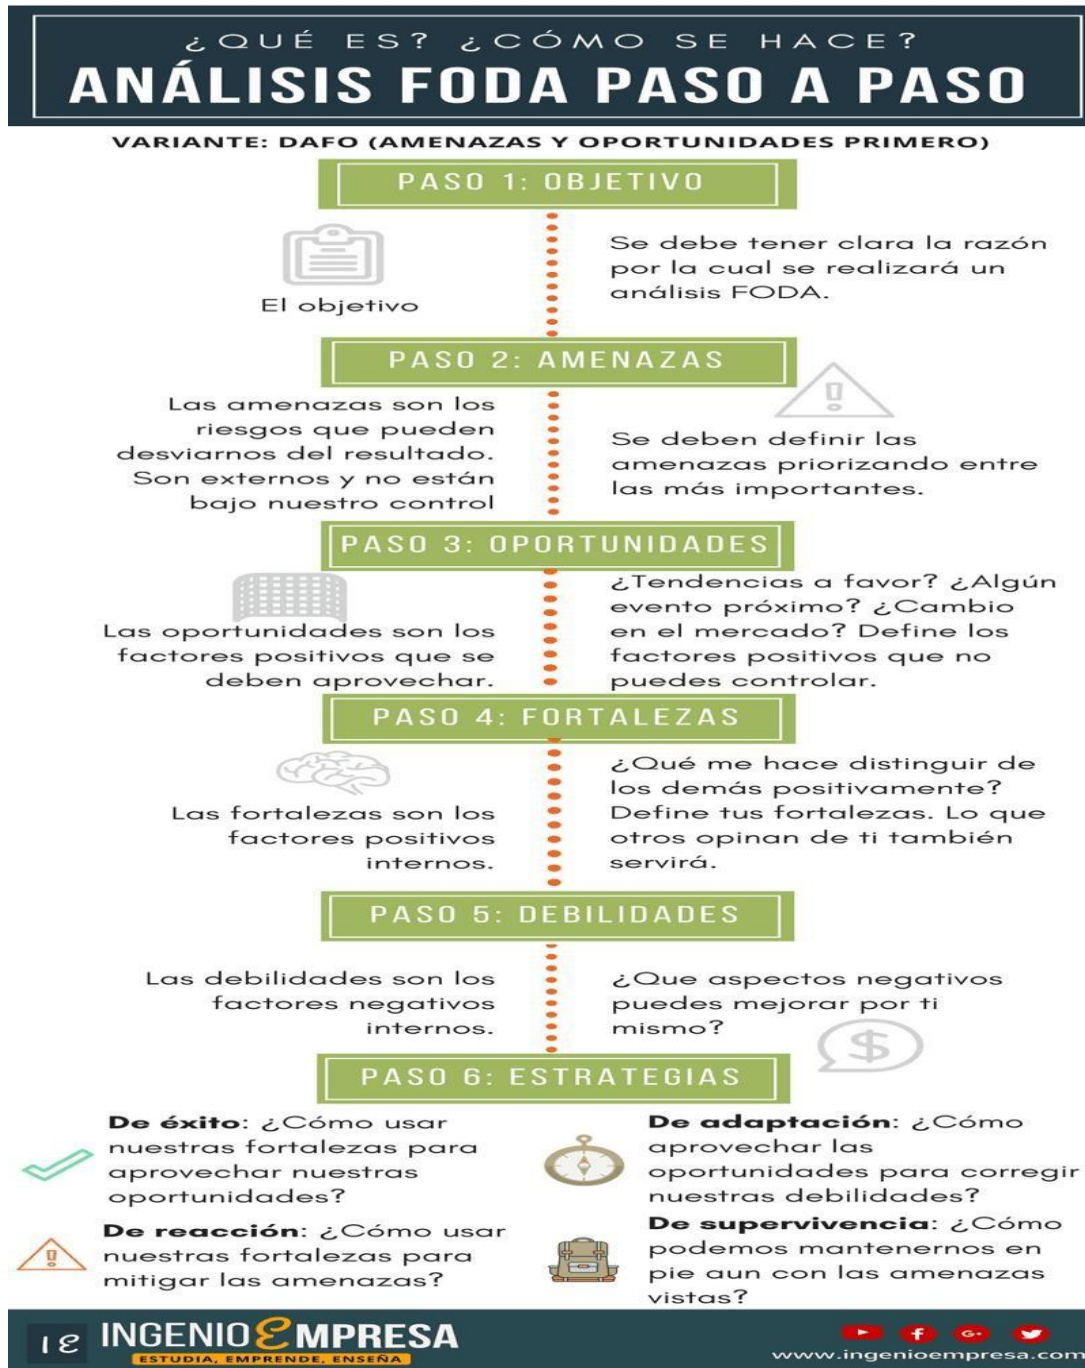 ¿QUÉ ES? ¿CÓMO SE HACE?
ANÁLISIS FODA PASO A PASO
VARIANTE: DAFO (AMENAZAS Y OPORTUNIDADES PRIMERO)
PASO 1: OBJETIVO
El objetivo
Se debe tener clara la razón
por la cual se realizará un
análisis FODA.
PASO 2: AMENAZAS
Las amenazas son los
riesgos que pueden
desviarnos del resultado.
Son externos y no están
bajo nuestro control
Se deben definir las
amenazas priorizando entre
las más importantes.
PASO 3: OPORTUNIDADES
Las oportunidades son los
factores positivos que se
deben aprovechar.
¿Tendencias a favor? ¿Algún
evento próximo? ¿Cambio
en el mercado? Define los
factores positivos que no
puedes controlar.
PASO 4: FORTALEZAS
Las fortalezas son los
factores positivos
internos.
¿Qué me hace distinguir de
los demás positivamente?
Define tus fortalezas. Lo que
otros opinan de ti también
servirá.
PASO 5: DEBILIDADES
Las debilidades son los
factores negativos
internos.
¿Que aspectos negativos
puedes mejorar por ti
mismo?
$
PASO 6: ESTRATEGIAS
De éxito: ¿Cómo usar
nuestras fortalezas para
aprovechar nuestras
oportunidades?
De adaptación: ¿Cómo
aprovechar las
oportunidades para corregir
nuestras debilidades?
De reacción: ¿Cómo usar
nuestras fortalezas para
mitigar las amenazas?
De supervivencia: ¿Cómo
podemos mantenernos en
pie aun con las amenazas
vistas?
IE INGENIO EMPRESA
ESTUDIA, EMPRENDE, ENSEÑA
www.ingenioempresa.com